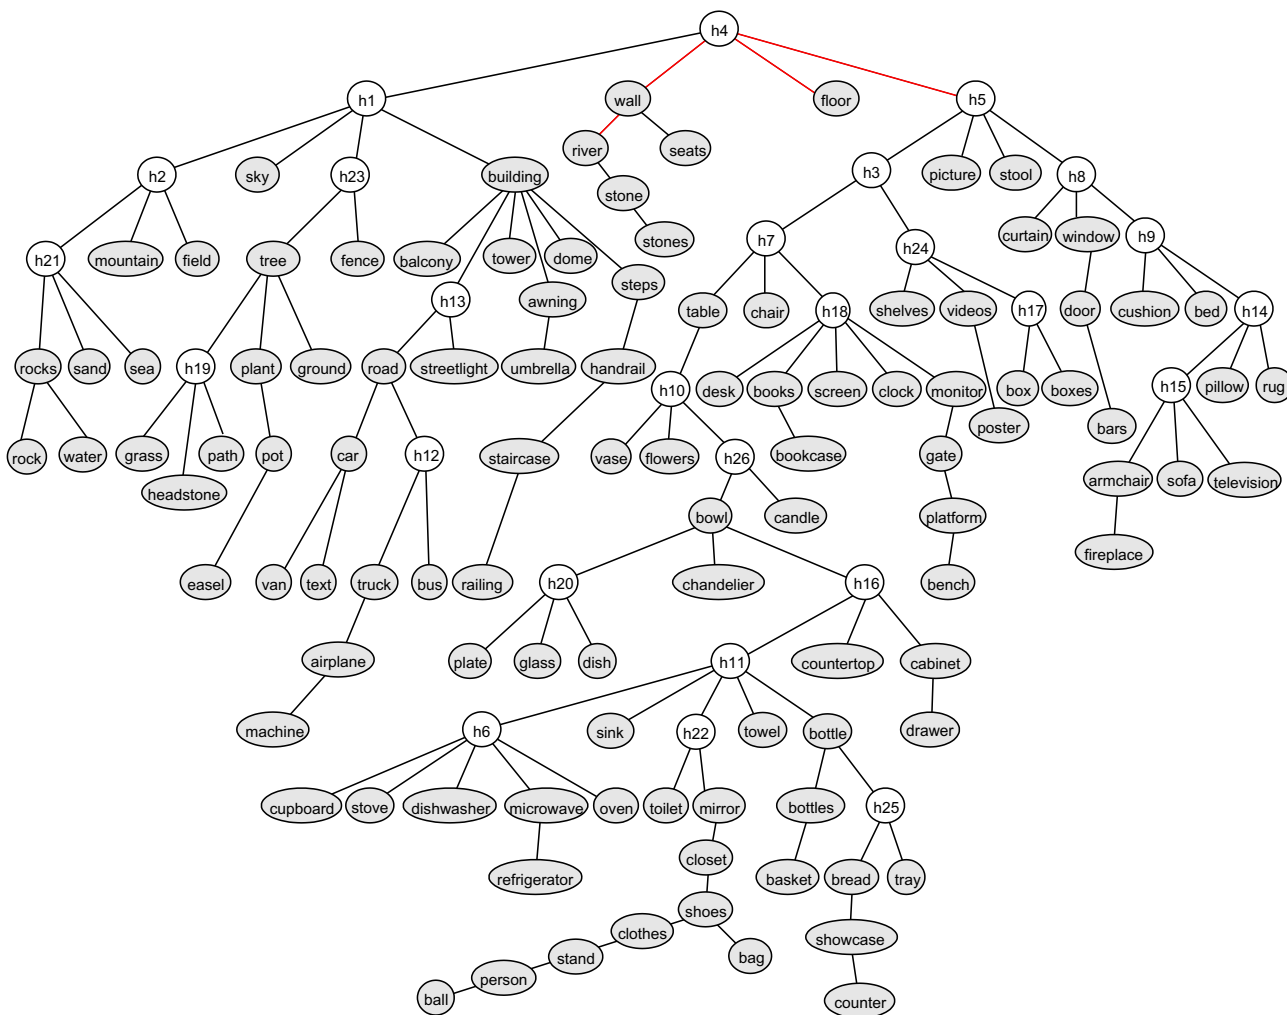 h4
h1
wall
floor
h5
river
seats
h2
sky
h23
building
h3
picture
stool
h8
stone
stones
h7
h24
curtain
window
h9
h21
mountain
field
tree
fence
balcony
tower
dome
steps
h13
awning
table
chair
h18
shelves
videos
h17
door
cushion
bed
h14
rocks
sand
sea
h19
plant
ground
road
streetlight
umbrella
handrail
h10
desk
books
screen
clock
monitor
box
boxes
h15
pillow
rug
poster
bars
rock
water
grass
path
pot
car
h12
staircase
vase
flowers
h26
bookcase
gate
headstone
armchair
sofa
television
bowl
candle
platform
fireplace
easel
van
text
truck
bus
railing
h20
chandelier
h16
bench
airplane
plate
glass
dish
h11
countertop
cabinet
machine
h6
sink
h22
towel
bottle
drawer
cupboard
stove
dishwasher
microwave
oven
toilet
mirror
bottles
h25
closet
refrigerator
basket
bread
tray
shoes
clothes
showcase
stand
bag
person
ball
counter